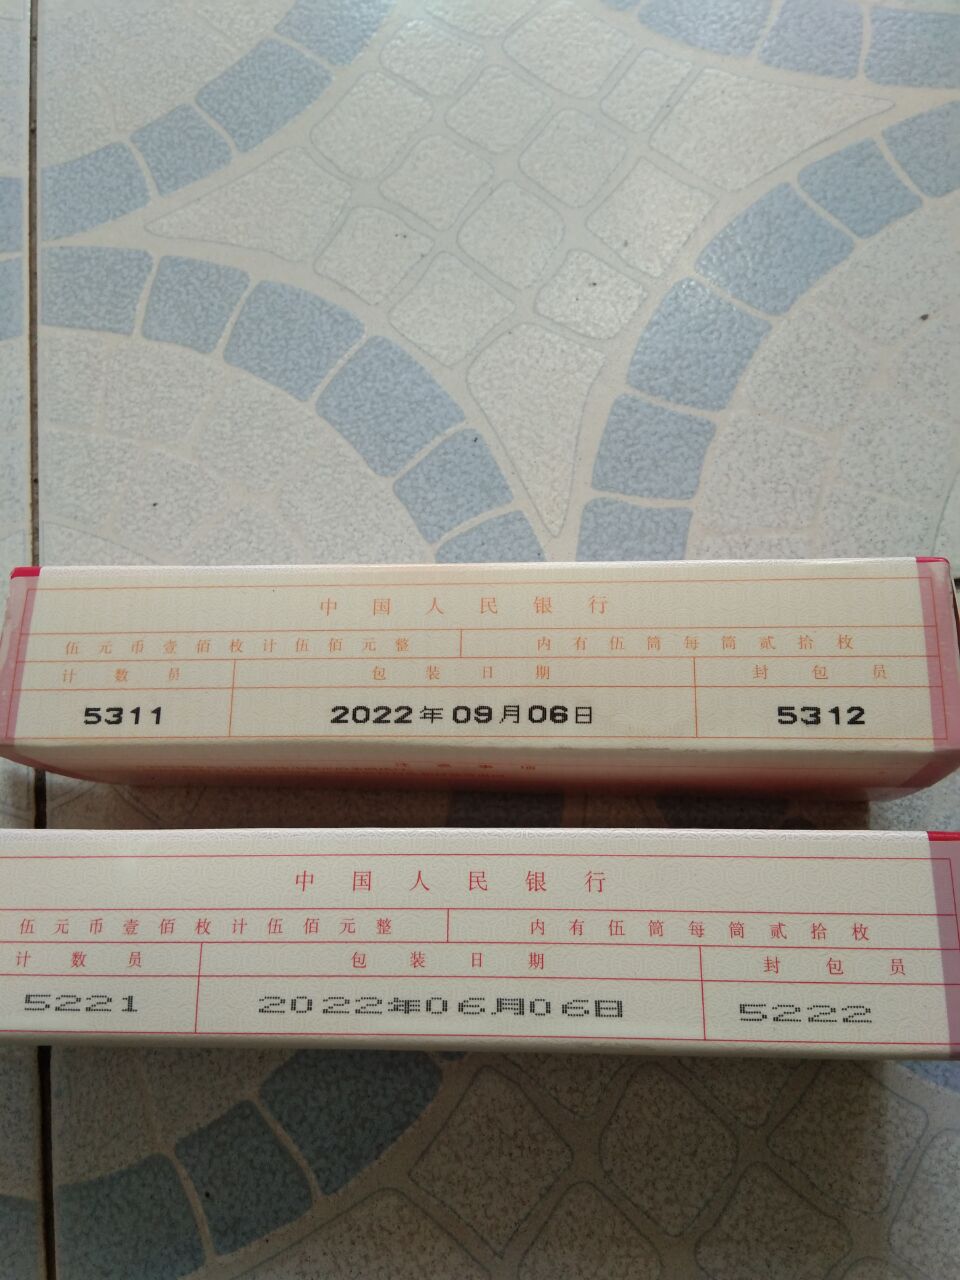 中国人民银行
伍元币壹佰枚计伍佰元整 内有伍筒每筒贰拾枚
计数员 包装日期 封包员
5311 2022年09月06日 5312
注意事项
中国人民银行
伍元币壹佰枚计伍佰元整 内有伍筒每筒贰拾枚
计数员 包装日期 封包员
5221 2022年06月06日 5222